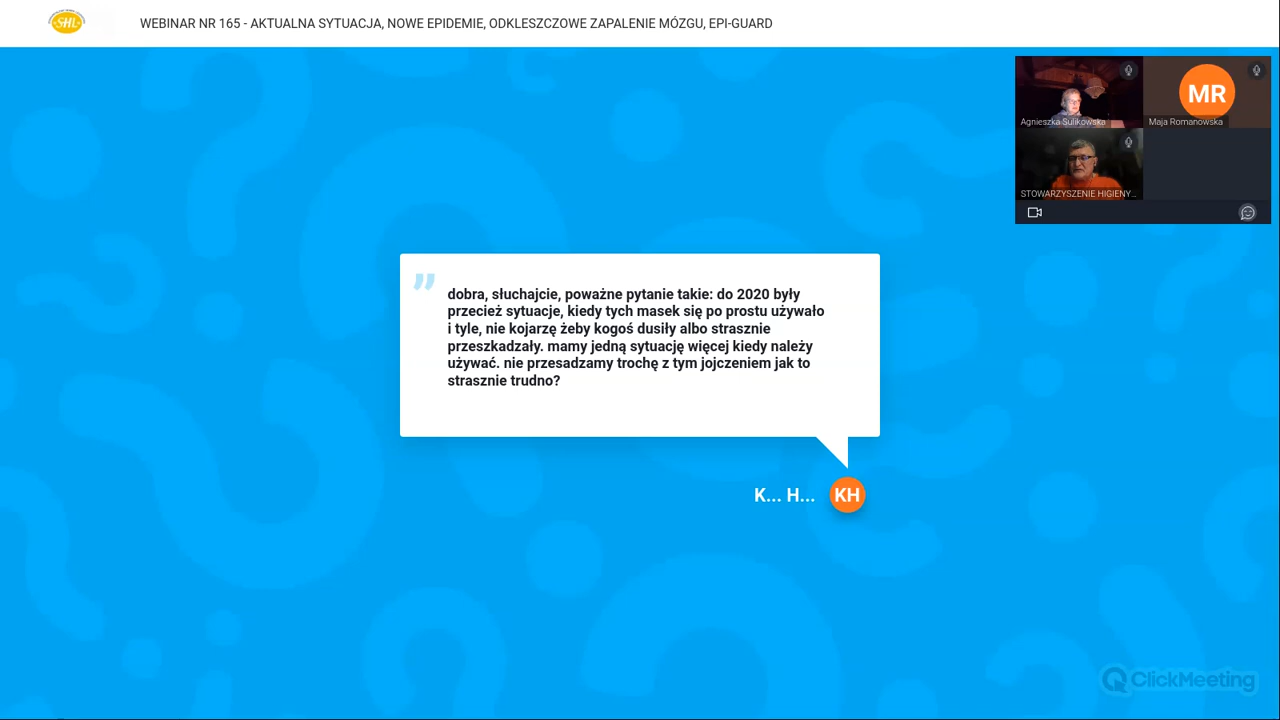 SHL
WEBINAR NR 165 - AKTUALNA SYTUACJA, NOWE EPIDEMIE, ODKLESZCZOWE ZAPALENIE MÓZGU, EPI-GUARD
MR
Agnieszka Sulikowska
Maja Romanowska
STOWARZYSZENIE HIGIENY...
dobra, słuchajcie, poważne pytanie takie: do 2020 były
przecież sytuacje, kiedy tych masek się po prostu używało
i tyle, nie kojarzę żeby kogoś dusiły albo strasznie
przeszkadzały. mamy jedną sytuację więcej kiedy należy
używać. nie przesadzamy trochę z tym jojczeniem jak to
strasznie trudno?
K... H...
KH
ClickMeeting